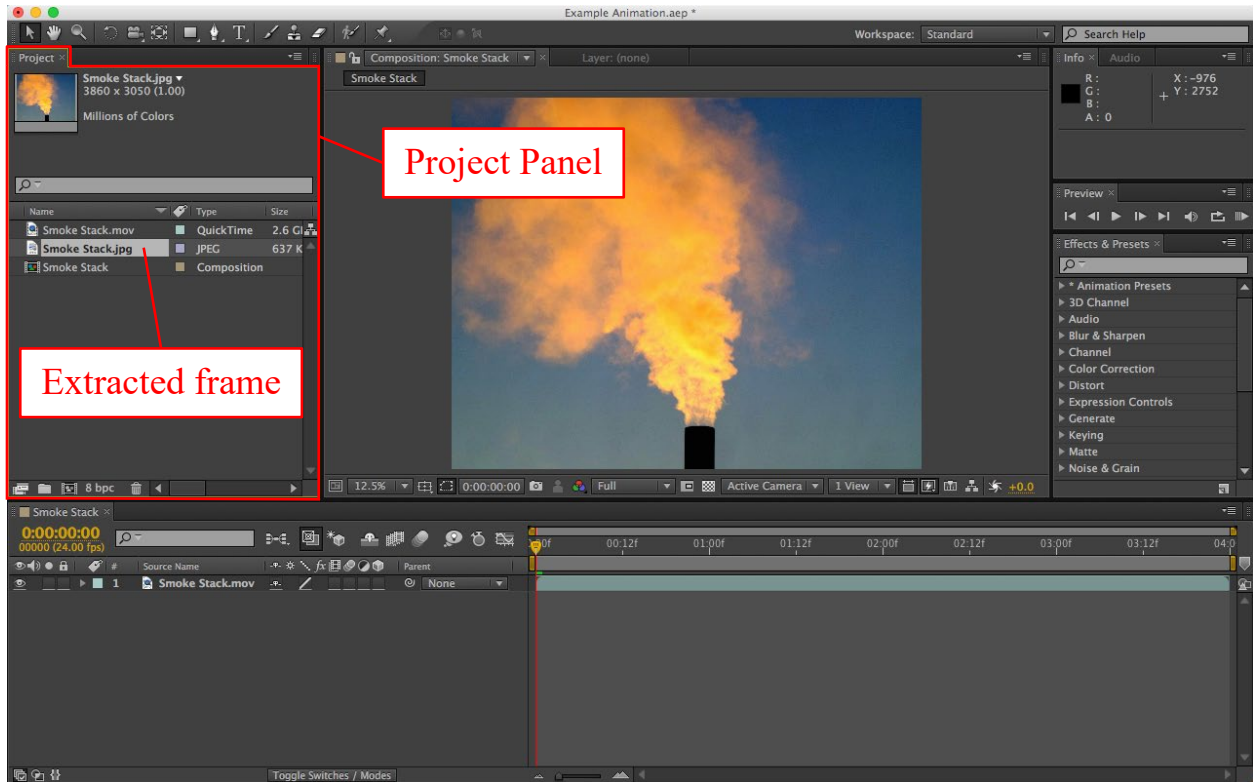 Example Animation.aep *
Workspace: Standard
Search Help
Project
Smoke Stack.jpg
3860 x 3050 (1.00)
Millions of Colors
Name Type Size
Smoke Stack.mov QuickTime 2.6 G
Smoke Stack.jpg JPEG 637 K
Smoke Stack Composition
8 bpc
Project Panel
Extracted frame
Composition: Smoke Stack
Layer: (none)
Smoke Stack
12.5% 0:00:00:00 Full Active Camera 1 View +0.0
Info Audio
R :
G :
B :
A : 0
X : -976
Y : 2752
Preview
Effects & Presets
* Animation Presets
3D Channel
Audio
Blur & Sharpen
Channel
Color Correction
Distort
Expression Controls
Generate
Keying
Matte
Noise & Grain
Smoke Stack
0:00:00:00
00000 (24.00 fps)
# Source Name fx Parent
1 Smoke Stack.mov None
00:12f 01:00f 01:12f 02:00f 02:12f 03:00f 03:12f
Toggle Switches / Modes